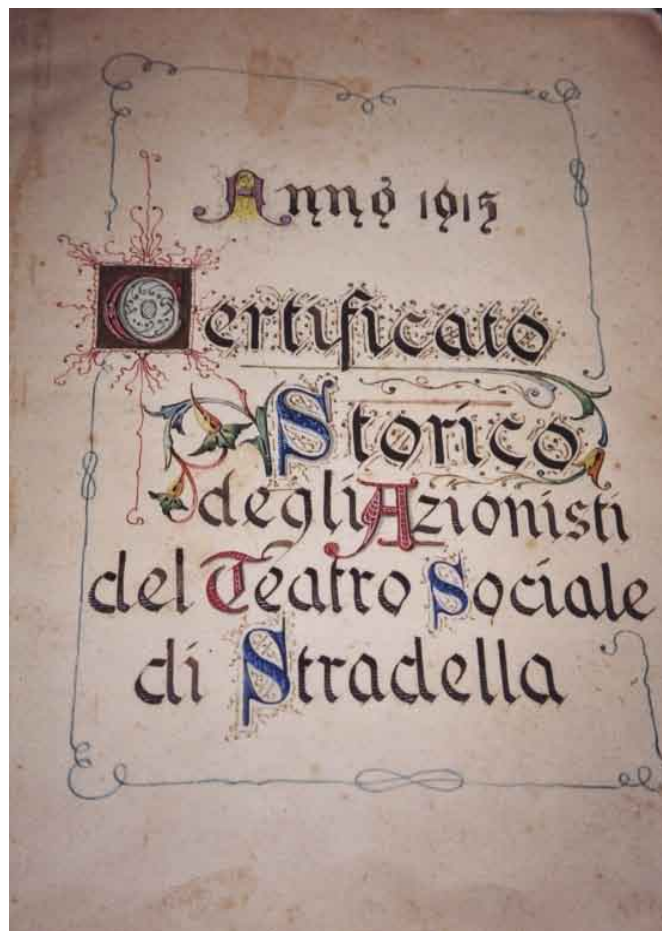 Anno 1915
Certificato
Storico
degli Azionisti
del Teatro Sociale
di Stradella